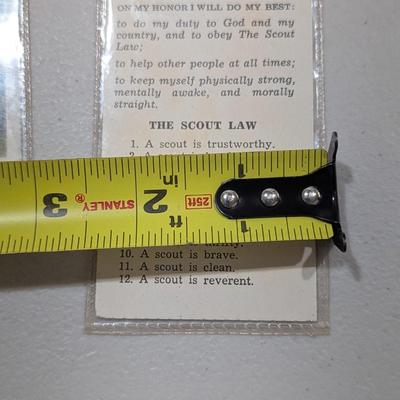 ON MY HONOR I WILL DO MY BEST:
to do my duty to God and my
country, and to obey The Scout
Law;
to help other people at all times;
to keep myself physically strong,
mentally awake, and morally
straight.
THE SCOUT LAW
1. A scout is trustworthy.
1
3 STANLEY 2 in 25ft
ft
1
10. A scout is brave.
11. A scout is clean.
12. A scout is reverent.